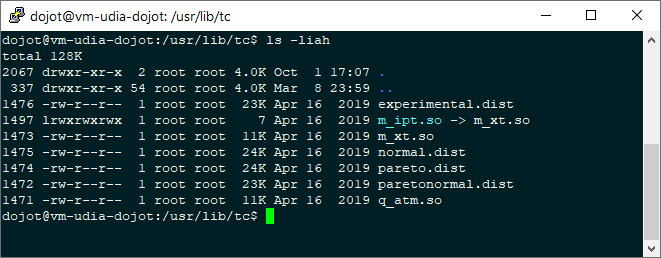 dojot@vm-udia-dojot: /usr/lib/tc
dojot@vm-udia-dojot:/usr/lib/tc$ ls -liah
total 128K
2067 drwxr-xr-x  2 root root 4.0K Oct  1 17:07 .
 337 drwxr-xr-x 54 root root 4.0K Mar  8 23:59 ..
1476 -rw-r--r--  1 root root  23K Apr 16  2019 experimental.dist
1497 lrwxrwxrwx  1 root root    7 Apr 16  2019 m_ipt.so -> m_xt.so
1473 -rw-r--r--  1 root root  11K Apr 16  2019 m_xt.so
1475 -rw-r--r--  1 root root  24K Apr 16  2019 normal.dist
1474 -rw-r--r--  1 root root  24K Apr 16  2019 pareto.dist
1472 -rw-r--r--  1 root root  23K Apr 16  2019 paretonormal.dist
1471 -rw-r--r--  1 root root  11K Apr 16  2019 q_atm.so
dojot@vm-udia-dojot:/usr/lib/tc$